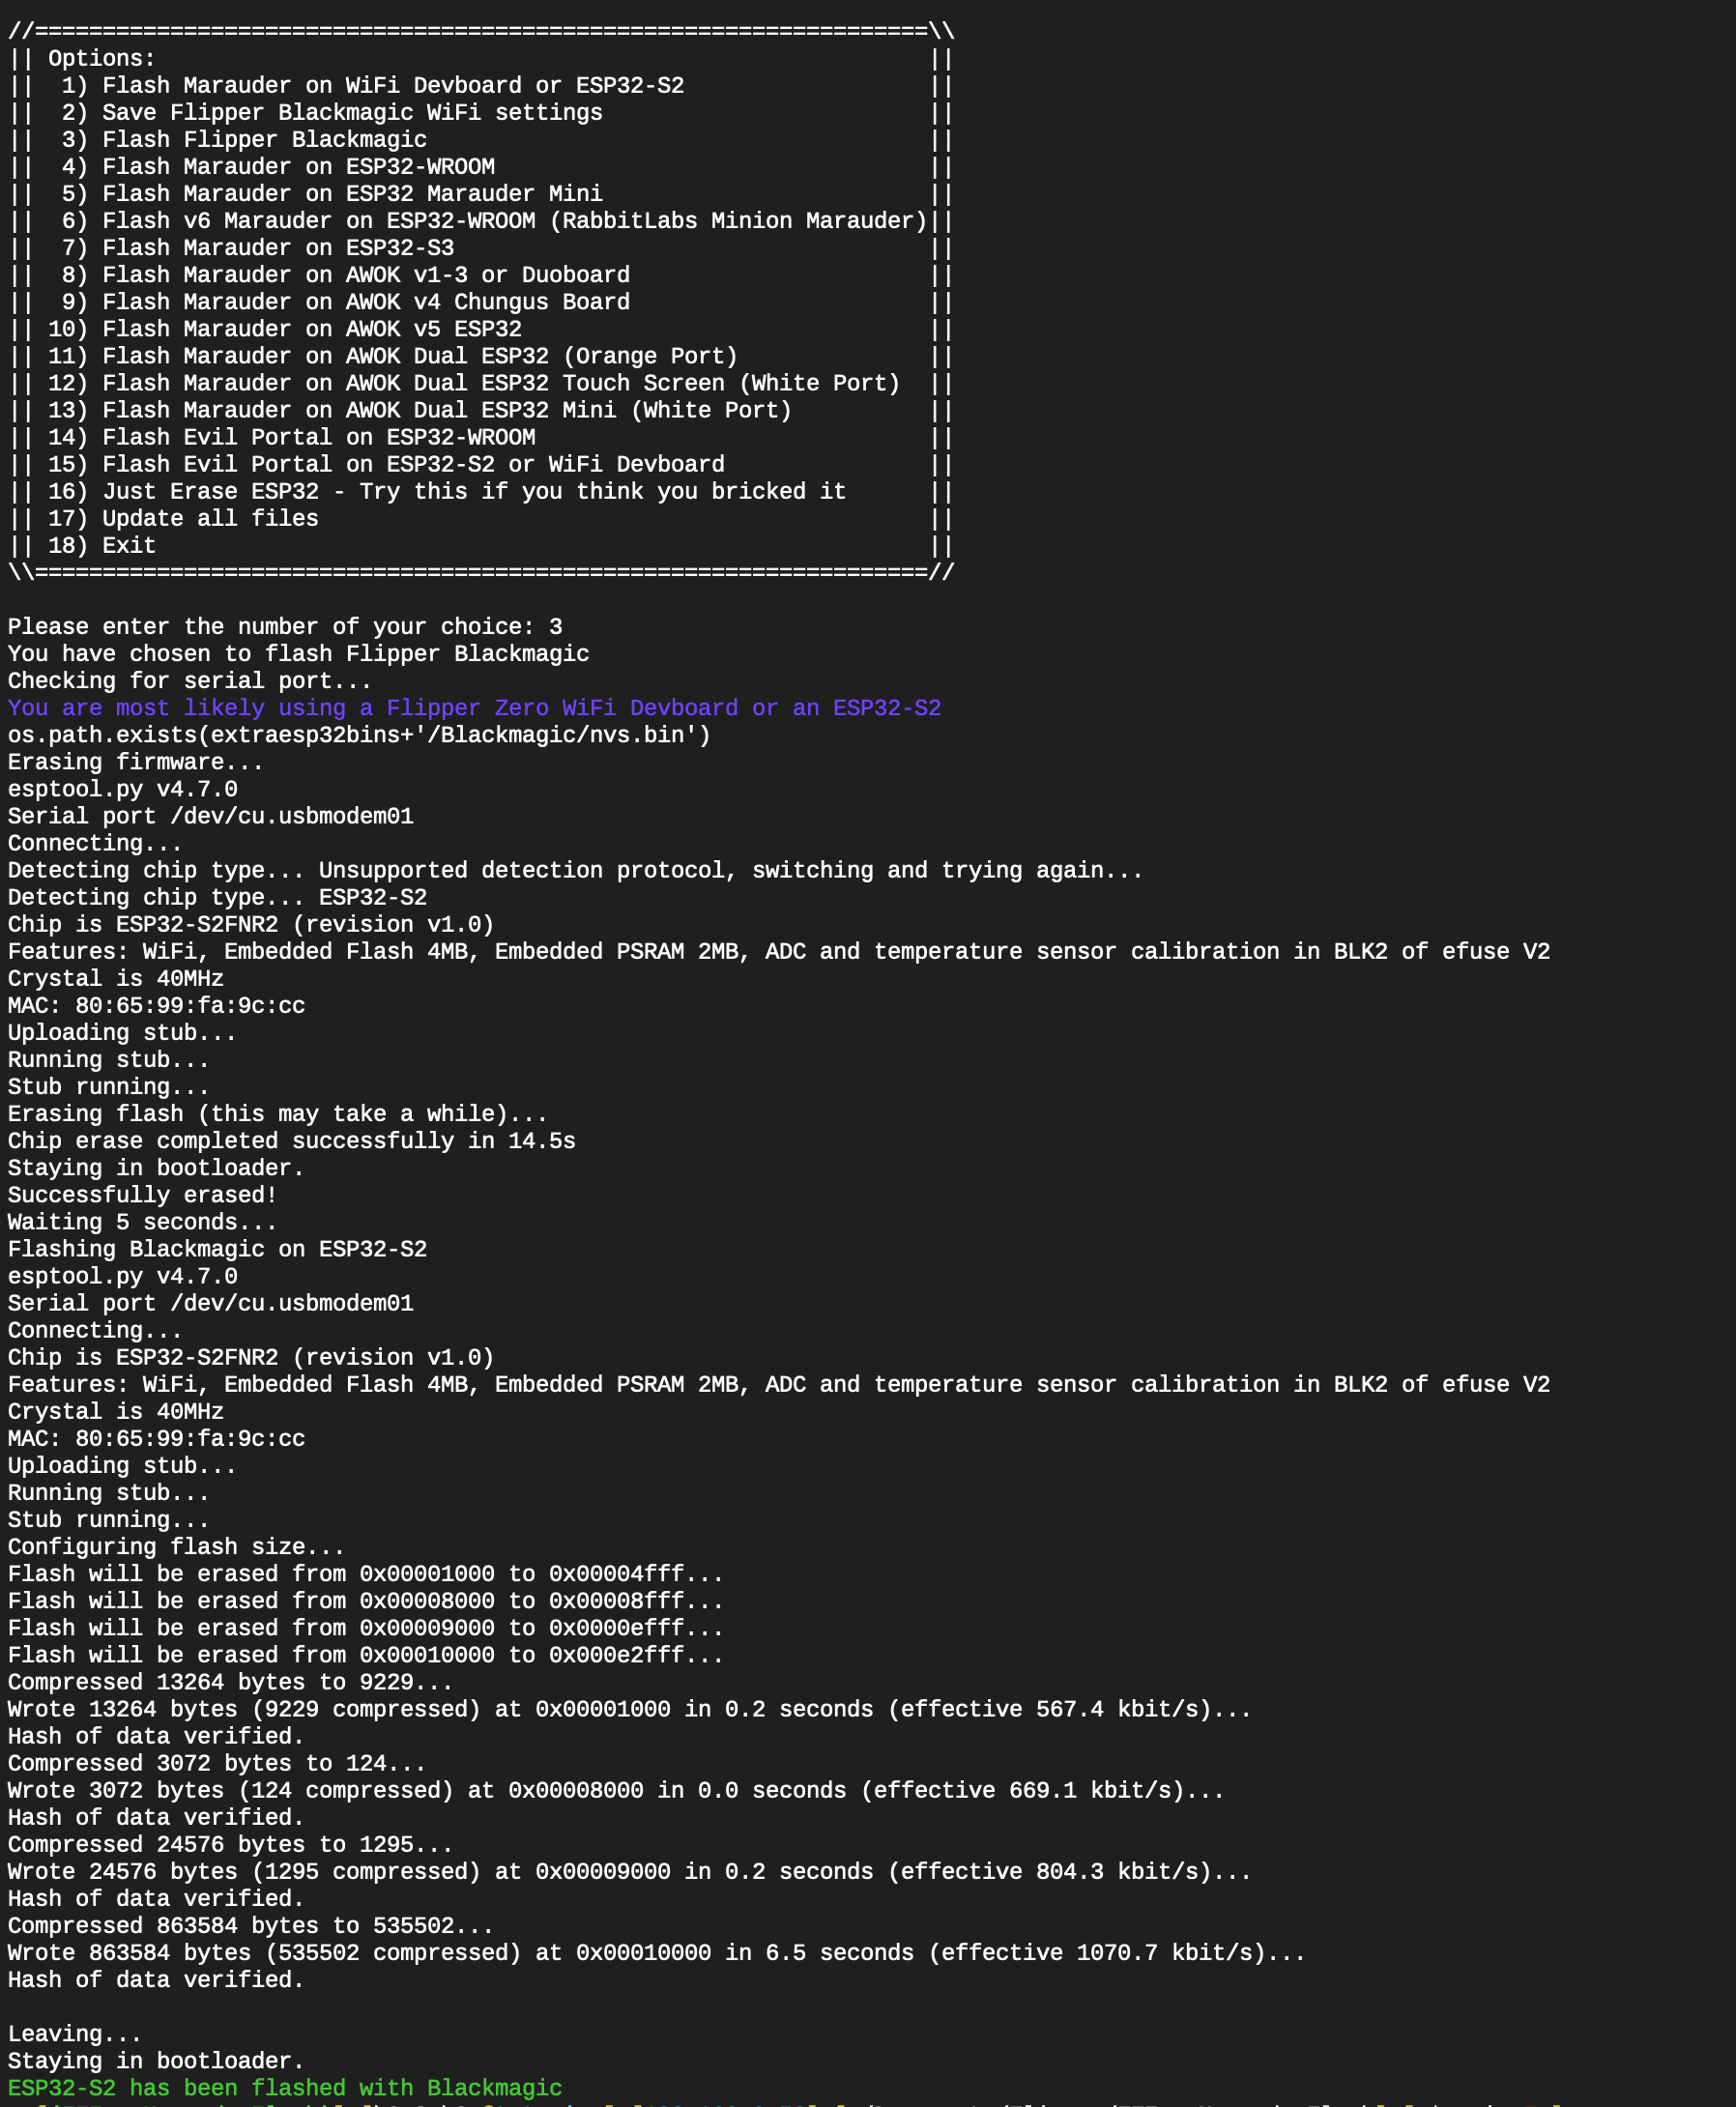 //==================================================================\\
|| Options:                                                         ||
||  1) Flash Marauder on WiFi Devboard or ESP32-S2                  ||
||  2) Save Flipper Blackmagic WiFi settings                        ||
||  3) Flash Flipper Blackmagic                                     ||
||  4) Flash Marauder on ESP32-WROOM                                ||
||  5) Flash Marauder on ESP32 Marauder Mini                        ||
||  6) Flash v6 Marauder on ESP32-WROOM (RabbitLabs Minion Marauder)||
||  7) Flash Marauder on ESP32-S3                                   ||
||  8) Flash Marauder on AWOK v1-3 or Duoboard                      ||
||  9) Flash Marauder on AWOK v4 Chungus Board                      ||
|| 10) Flash Marauder on AWOK v5 ESP32                              ||
|| 11) Flash Marauder on AWOK Dual ESP32 (Orange Port)              ||
|| 12) Flash Marauder on AWOK Dual ESP32 Touch Screen (White Port)  ||
|| 13) Flash Marauder on AWOK Dual ESP32 Mini (White Port)          ||
|| 14) Flash Evil Portal on ESP32-WROOM                             ||
|| 15) Flash Evil Portal on ESP32-S2 or WiFi Devboard               ||
|| 16) Just Erase ESP32 - Try this if you think you bricked it      ||
|| 17) Update all files                                             ||
|| 18) Exit                                                         ||
\\==================================================================//
Please enter the number of your choice: 3
You have chosen to flash Flipper Blackmagic
Checking for serial port...
You are most likely using a Flipper Zero WiFi Devboard or an ESP32-S2
os.path.exists(extraesp32bins+'/Blackmagic/nvs.bin')
Erasing firmware...
esptool.py v4.7.0
Serial port /dev/cu.usbmodem01
Connecting...
Detecting chip type... Unsupported detection protocol, switching and trying again...
Detecting chip type... ESP32-S2
Chip is ESP32-S2FNR2 (revision v1.0)
Features: WiFi, Embedded Flash 4MB, Embedded PSRAM 2MB, ADC and temperature sensor calibration in BLK2 of efuse V2
Crystal is 40MHz
MAC: 80:65:99:fa:9c:cc
Uploading stub...
Running stub...
Stub running...
Erasing flash (this may take a while)...
Chip erase completed successfully in 14.5s
Staying in bootloader.
Successfully erased!
Waiting 5 seconds...
Flashing Blackmagic on ESP32-S2
esptool.py v4.7.0
Serial port /dev/cu.usbmodem01
Connecting...
Chip is ESP32-S2FNR2 (revision v1.0)
Features: WiFi, Embedded Flash 4MB, Embedded PSRAM 2MB, ADC and temperature sensor calibration in BLK2 of efuse V2
Crystal is 40MHz
MAC: 80:65:99:fa:9c:cc
Uploading stub...
Running stub...
Stub running...
Configuring flash size...
Flash will be erased from 0x00001000 to 0x00004fff...
Flash will be erased from 0x00008000 to 0x00008fff...
Flash will be erased from 0x00009000 to 0x0000efff...
Flash will be erased from 0x00010000 to 0x000e2fff...
Compressed 13264 bytes to 9229...
Wrote 13264 bytes (9229 compressed) at 0x00001000 in 0.2 seconds (effective 567.4 kbit/s)...
Hash of data verified.
Compressed 3072 bytes to 124...
Wrote 3072 bytes (124 compressed) at 0x00008000 in 0.0 seconds (effective 669.1 kbit/s)...
Hash of data verified.
Compressed 24576 bytes to 1295...
Wrote 24576 bytes (1295 compressed) at 0x00009000 in 0.2 seconds (effective 804.3 kbit/s)...
Hash of data verified.
Compressed 863584 bytes to 535502...
Wrote 863584 bytes (535502 compressed) at 0x00010000 in 6.5 seconds (effective 1070.7 kbit/s)...
Hash of data verified.
Leaving...
Staying in bootloader.
ESP32-S2 has been flashed with Blackmagic